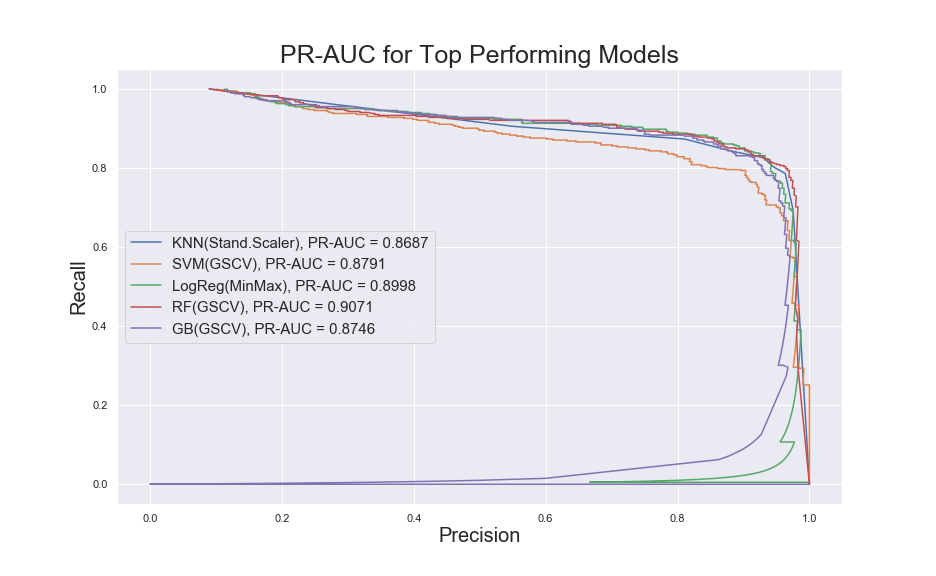 PR-AUC for Top Performing Models
1.0
0.8
0.6
0.4
0.2
0.0
Recall
KNN(Stand.Scaler), PR-AUC = 0.8687
SVM(GSCV), PR-AUC = 0.8791
LogReg(MinMax), PR-AUC = 0.8998
RF(GSCV), PR-AUC = 0.9071
GB(GSCV), PR-AUC = 0.8746
0.0 0.2 0.4 0.6 0.8 1.0
Precision